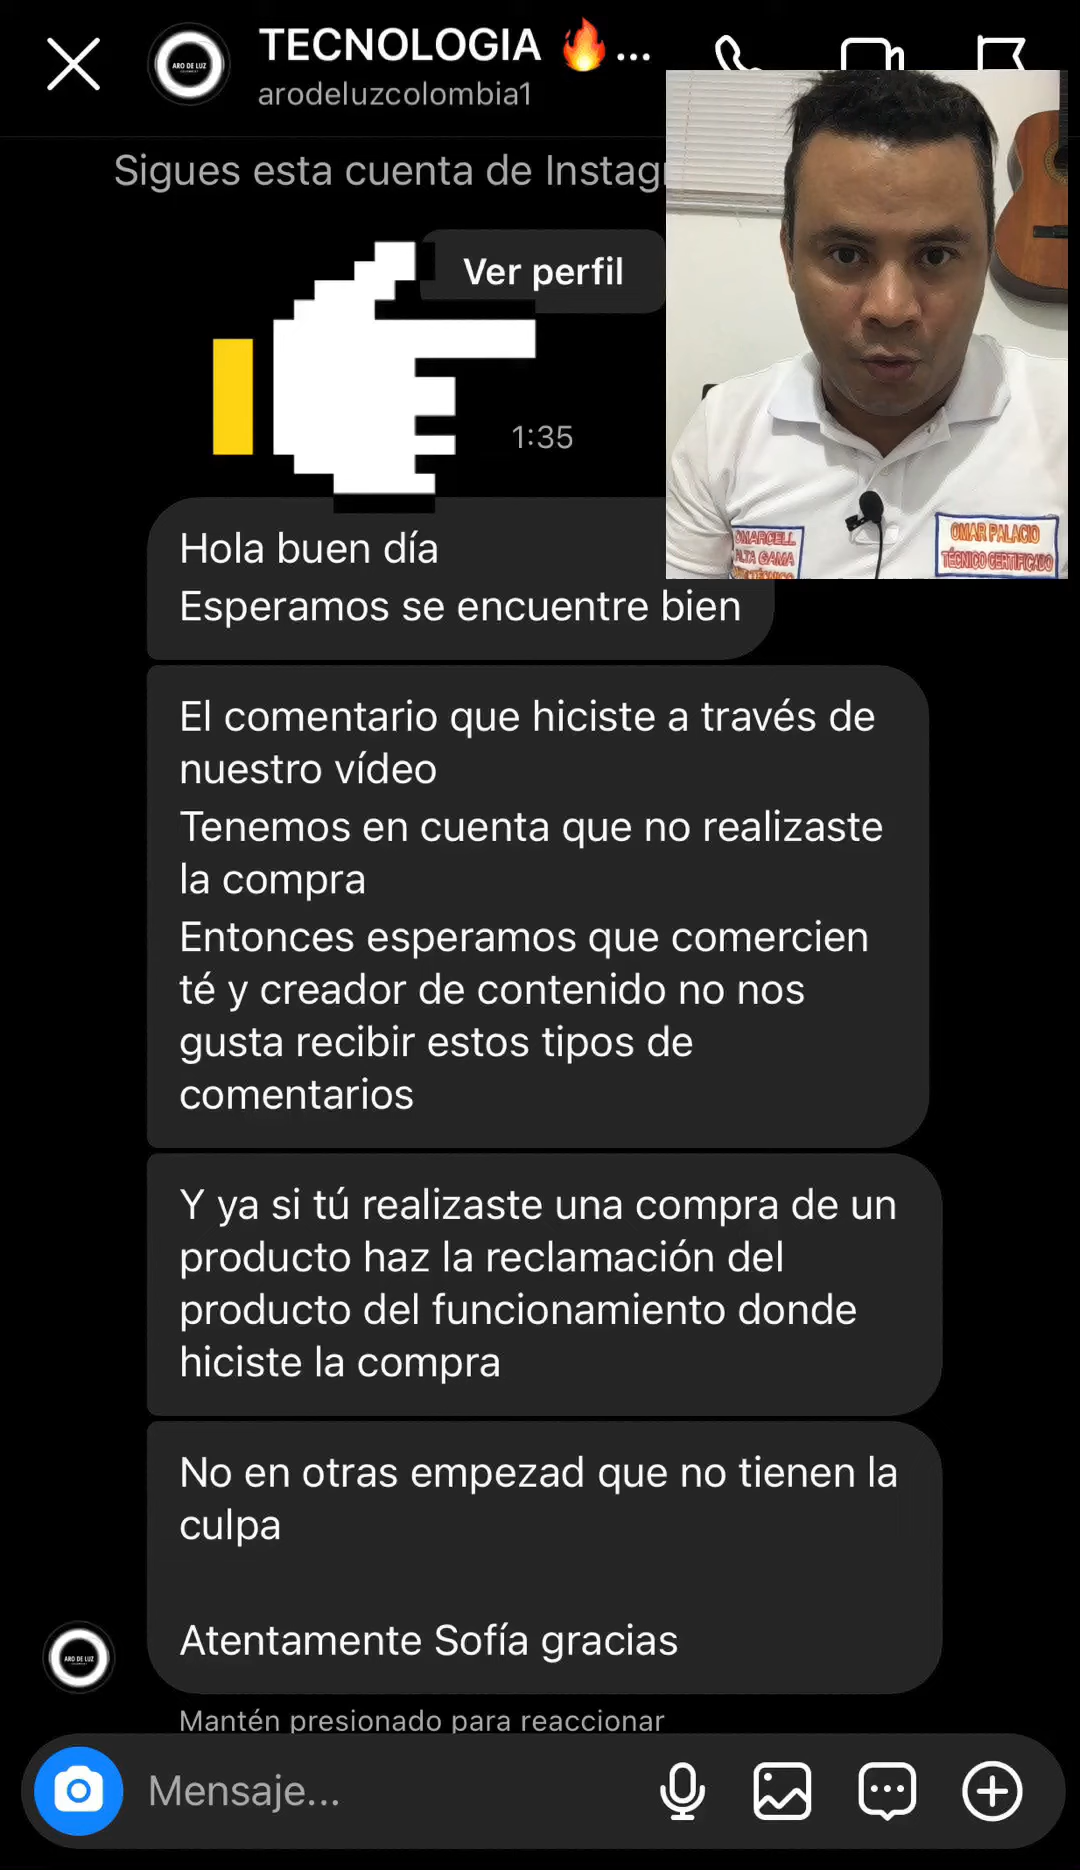 TECNOLOGIA 🔥...
arodeluzcolombia1
ARO DE LUZ
Sigues esta cuenta de Instagr
Ver perfil
1:35
OMARCELL
ALTA GAMA
OMAR PALACIO
TÉCNICO CERTIFICADO
Hola buen día
Esperamos se encuentre bien
El comentario que hiciste a través de
nuestro vídeo
Tenemos en cuenta que no realizaste
la compra
Entonces esperamos que comercien
té y creador de contenido no nos
gusta recibir estos tipos de
comentarios
Y ya si tú realizaste una compra de un
producto haz la reclamación del
producto del funcionamiento donde
hiciste la compra
No en otras empezad que no tienen la
culpa
Atentamente Sofía gracias
ARO DE LUZ
Mantén presionado para reaccionar
Mensaje...